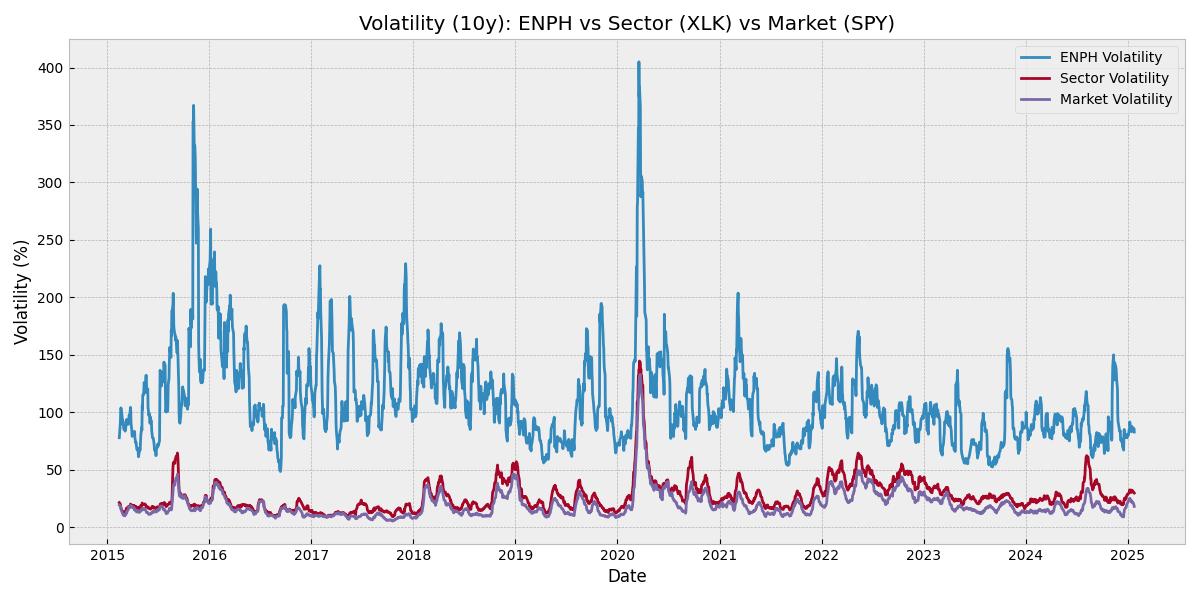 Volatility (10y): ENPH vs Sector (XLK) vs Market (SPY)
ENPH Volatility
Sector Volatility
Market Volatility
Volatility (%)
400
350
300
250
200
150
100
50
0
2015 2016 2017 2018 2019 2020 2021 2022 2023 2024 2025
Date